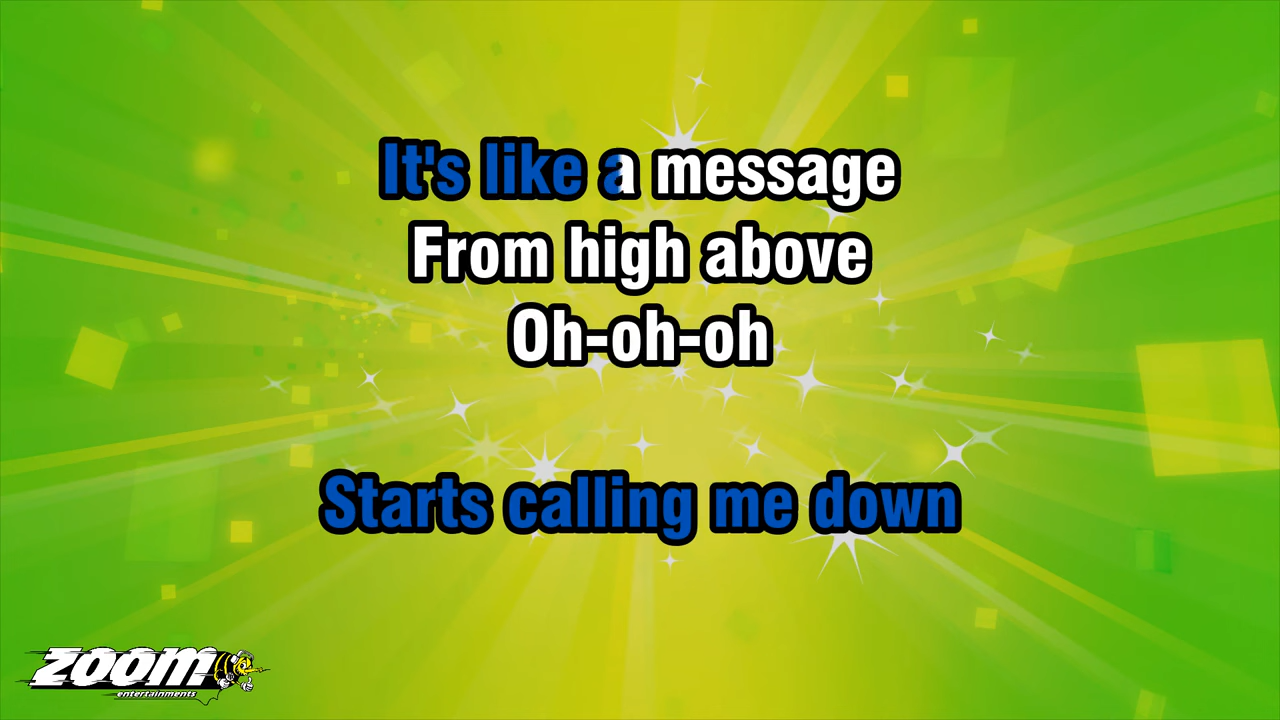 It's like a message
From high above
Oh-oh-oh
Starts calling me down
ZOOM
entertainments